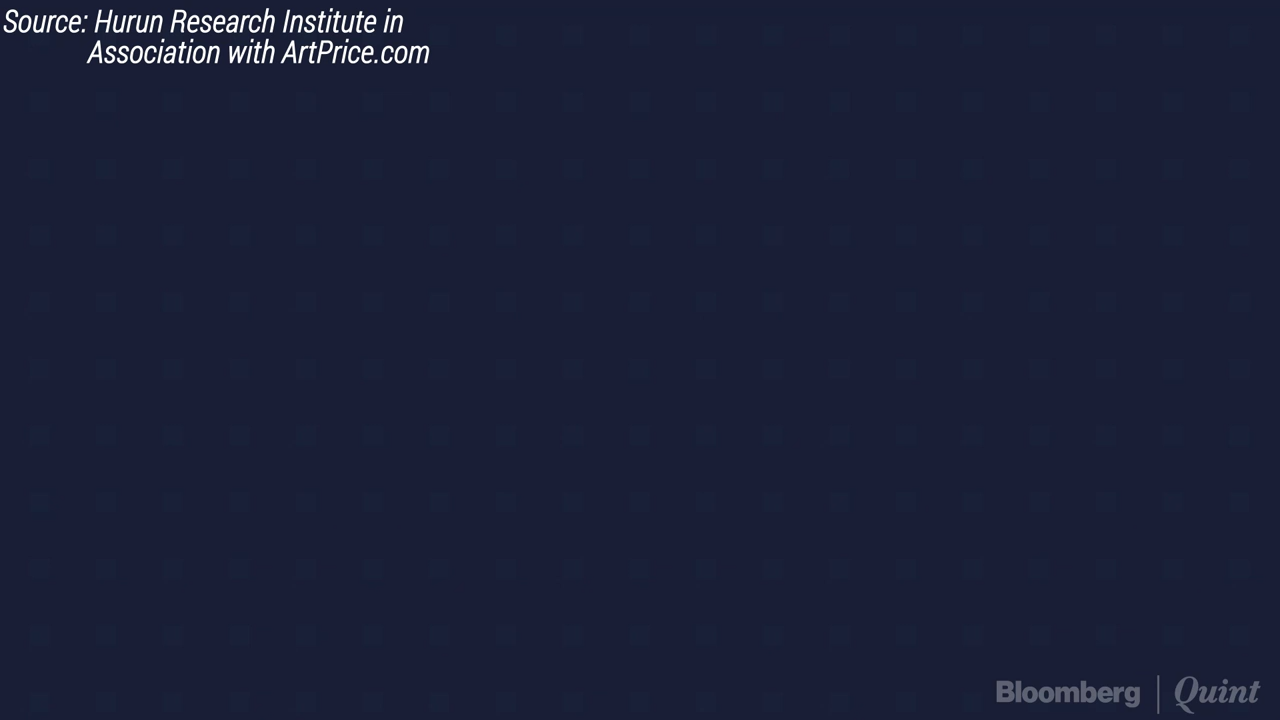 Source: Hurun Research Institute in
Association with ArtPrice.com
Bloomberg | Quint